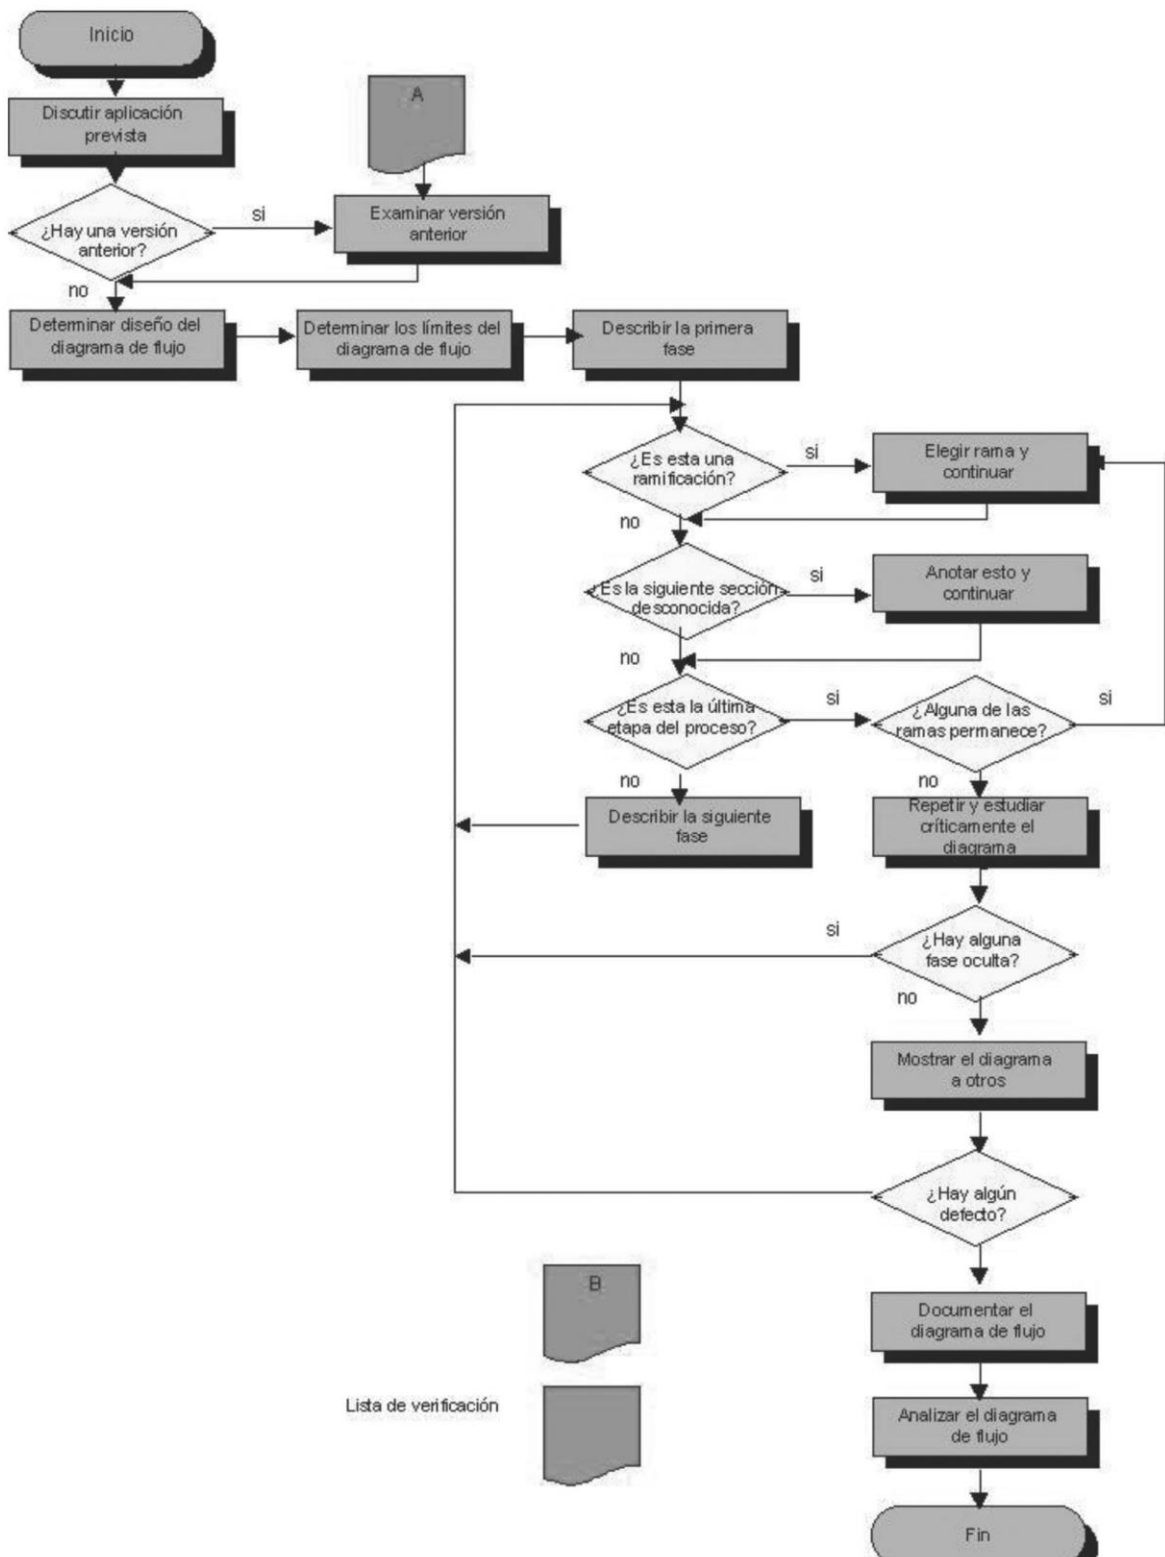 Inicio
Discutir aplicación
prevista
A
¿Hay una versión
anterior?
si
Examinar versión
anterior
no
Determinar diseño del
diagrama de flujo
Determinar los límites del
diagrama de flujo
Describir la primera
fase
¿Es esta una
ramificación?
si
Elegir rama y
continuar
no
¿Es la siguiente sección
desconocida?
si
Anotar esto y
continuar
no
¿Es esta la última
etapa del proceso?
si
¿Alguna de las
ramas permanece?
si
no
no
Describir la siguiente
fase
Repetir y estudiar
críticamente el
diagrama
si
¿Hay alguna
fase oculta?
no
Mostrar el diagrama
a otros
¿Hay algún
defecto?
B
Documentar el
diagrama de flujo
Lista de verificación
Analizar el diagrama
de flujo
Fin